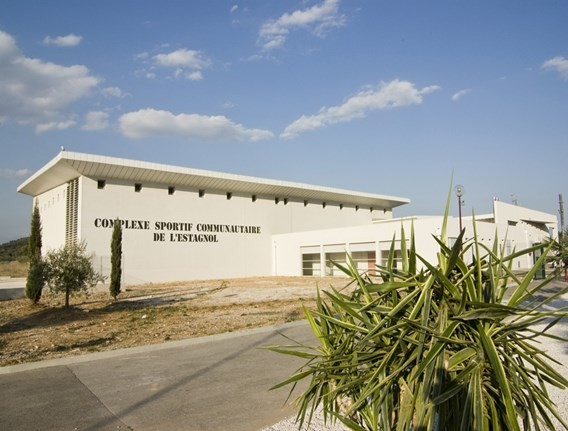 COMPLEXE SPORTIF COMMUNAUTAIRE
DE L'ESTAGNOL